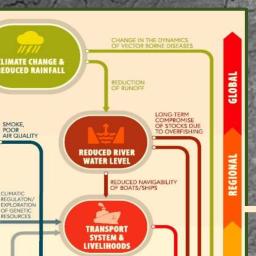 CHANGE IN THE DYNAMICS
OF VECTOR BORNE DISEASES
CLIMATE CHANGE &
REDUCED RAINFALL
REDUCTION
OF RUNOFF
GLOBAL
SMOKE,
POOR
AIR QUALITY
LONG TERM
COMPROMISE
OF STOCKS DUE
TO OVERFISHING
REDUCED RIVER
WATER LEVEL
REDUCED NAVIGABILITY
OF BOATS/SHIPS
REGIONAL
CLIMATIC
REGULATION/
EXPLORATION
OF GENETIC
RESOURCES
TRANSPORT
SYSTEM &
LIVELIHOODS